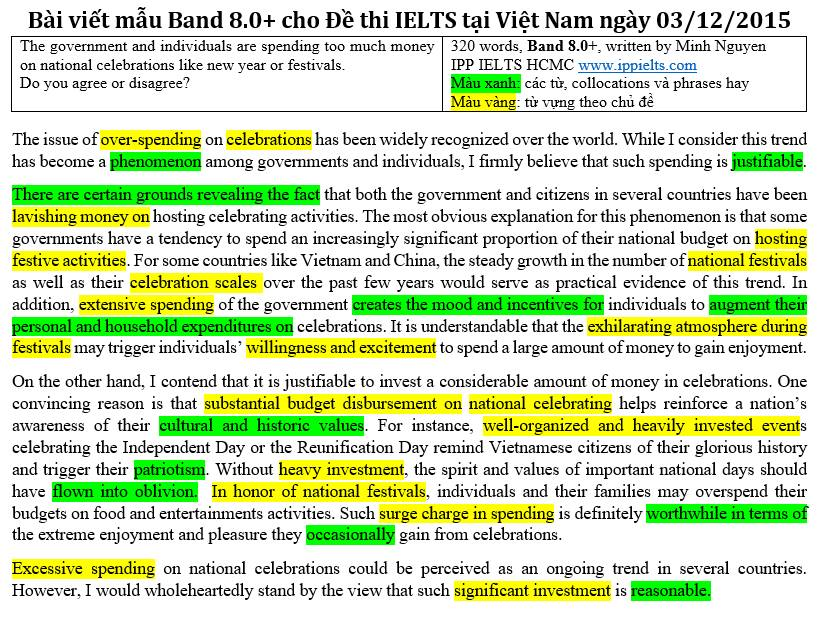 Bài viết mẫu Band 8.0+ cho Đề thi IELTS tại Việt Nam ngày 03/12/2015
The government and individuals are spending too much money
on national celebrations like new year or festivals.
Do you agree or disagree?
320 words, Band 8.0+, written by Minh Nguyen
IPP IELTS HCMC www.ippielts.com
Màu xanh: các từ, collocations và phrases hay
Màu vàng: từ vựng theo chủ đề
The issue of over-spending on celebrations has been widely recognized over the world. While I consider this trend
has become a phenomenon among governments and individuals, I firmly believe that such spending is justifiable.
There are certain grounds revealing the fact that both the government and citizens in several countries have been
lavishing money on hosting celebrating activities. The most obvious explanation for this phenomenon is that some
governments have a tendency to spend an increasingly significant proportion of their national budget on hosting
festive activities. For some countries like Vietnam and China, the steady growth in the number of national festivals
as well as their celebration scales over the past few years would serve as practical evidence of this trend. In
addition, extensive spending of the government creates the mood and incentives for individuals to augment their
personal and household expenditures on celebrations. It is understandable that the exhilarating atmosphere during
festivals may trigger individuals’ willingness and excitement to spend a large amount of money to gain enjoyment.
On the other hand, I contend that it is justifiable to invest a considerable amount of money in celebrations. One
convincing reason is that substantial budget disbursement on national celebrating helps reinforce a nation’s
awareness of their cultural and historic values. For instance, well-organized and heavily invested events
celebrating the Independent Day or the Reunification Day remind Vietnamese citizens of their glorious history
and trigger their patriotism. Without heavy investment, the spirit and values of important national days should
have flown into oblivion. In honor of national festivals, individuals and their families may overspend their
budgets on food and entertainments activities. Such surge charge in spending is definitely worthwhile in terms of
the extreme enjoyment and pleasure they occasionally gain from celebrations.
Excessive spending on national celebrations could be perceived as an ongoing trend in several countries.
However, I would wholeheartedly stand by the view that such significant investment is reasonable.